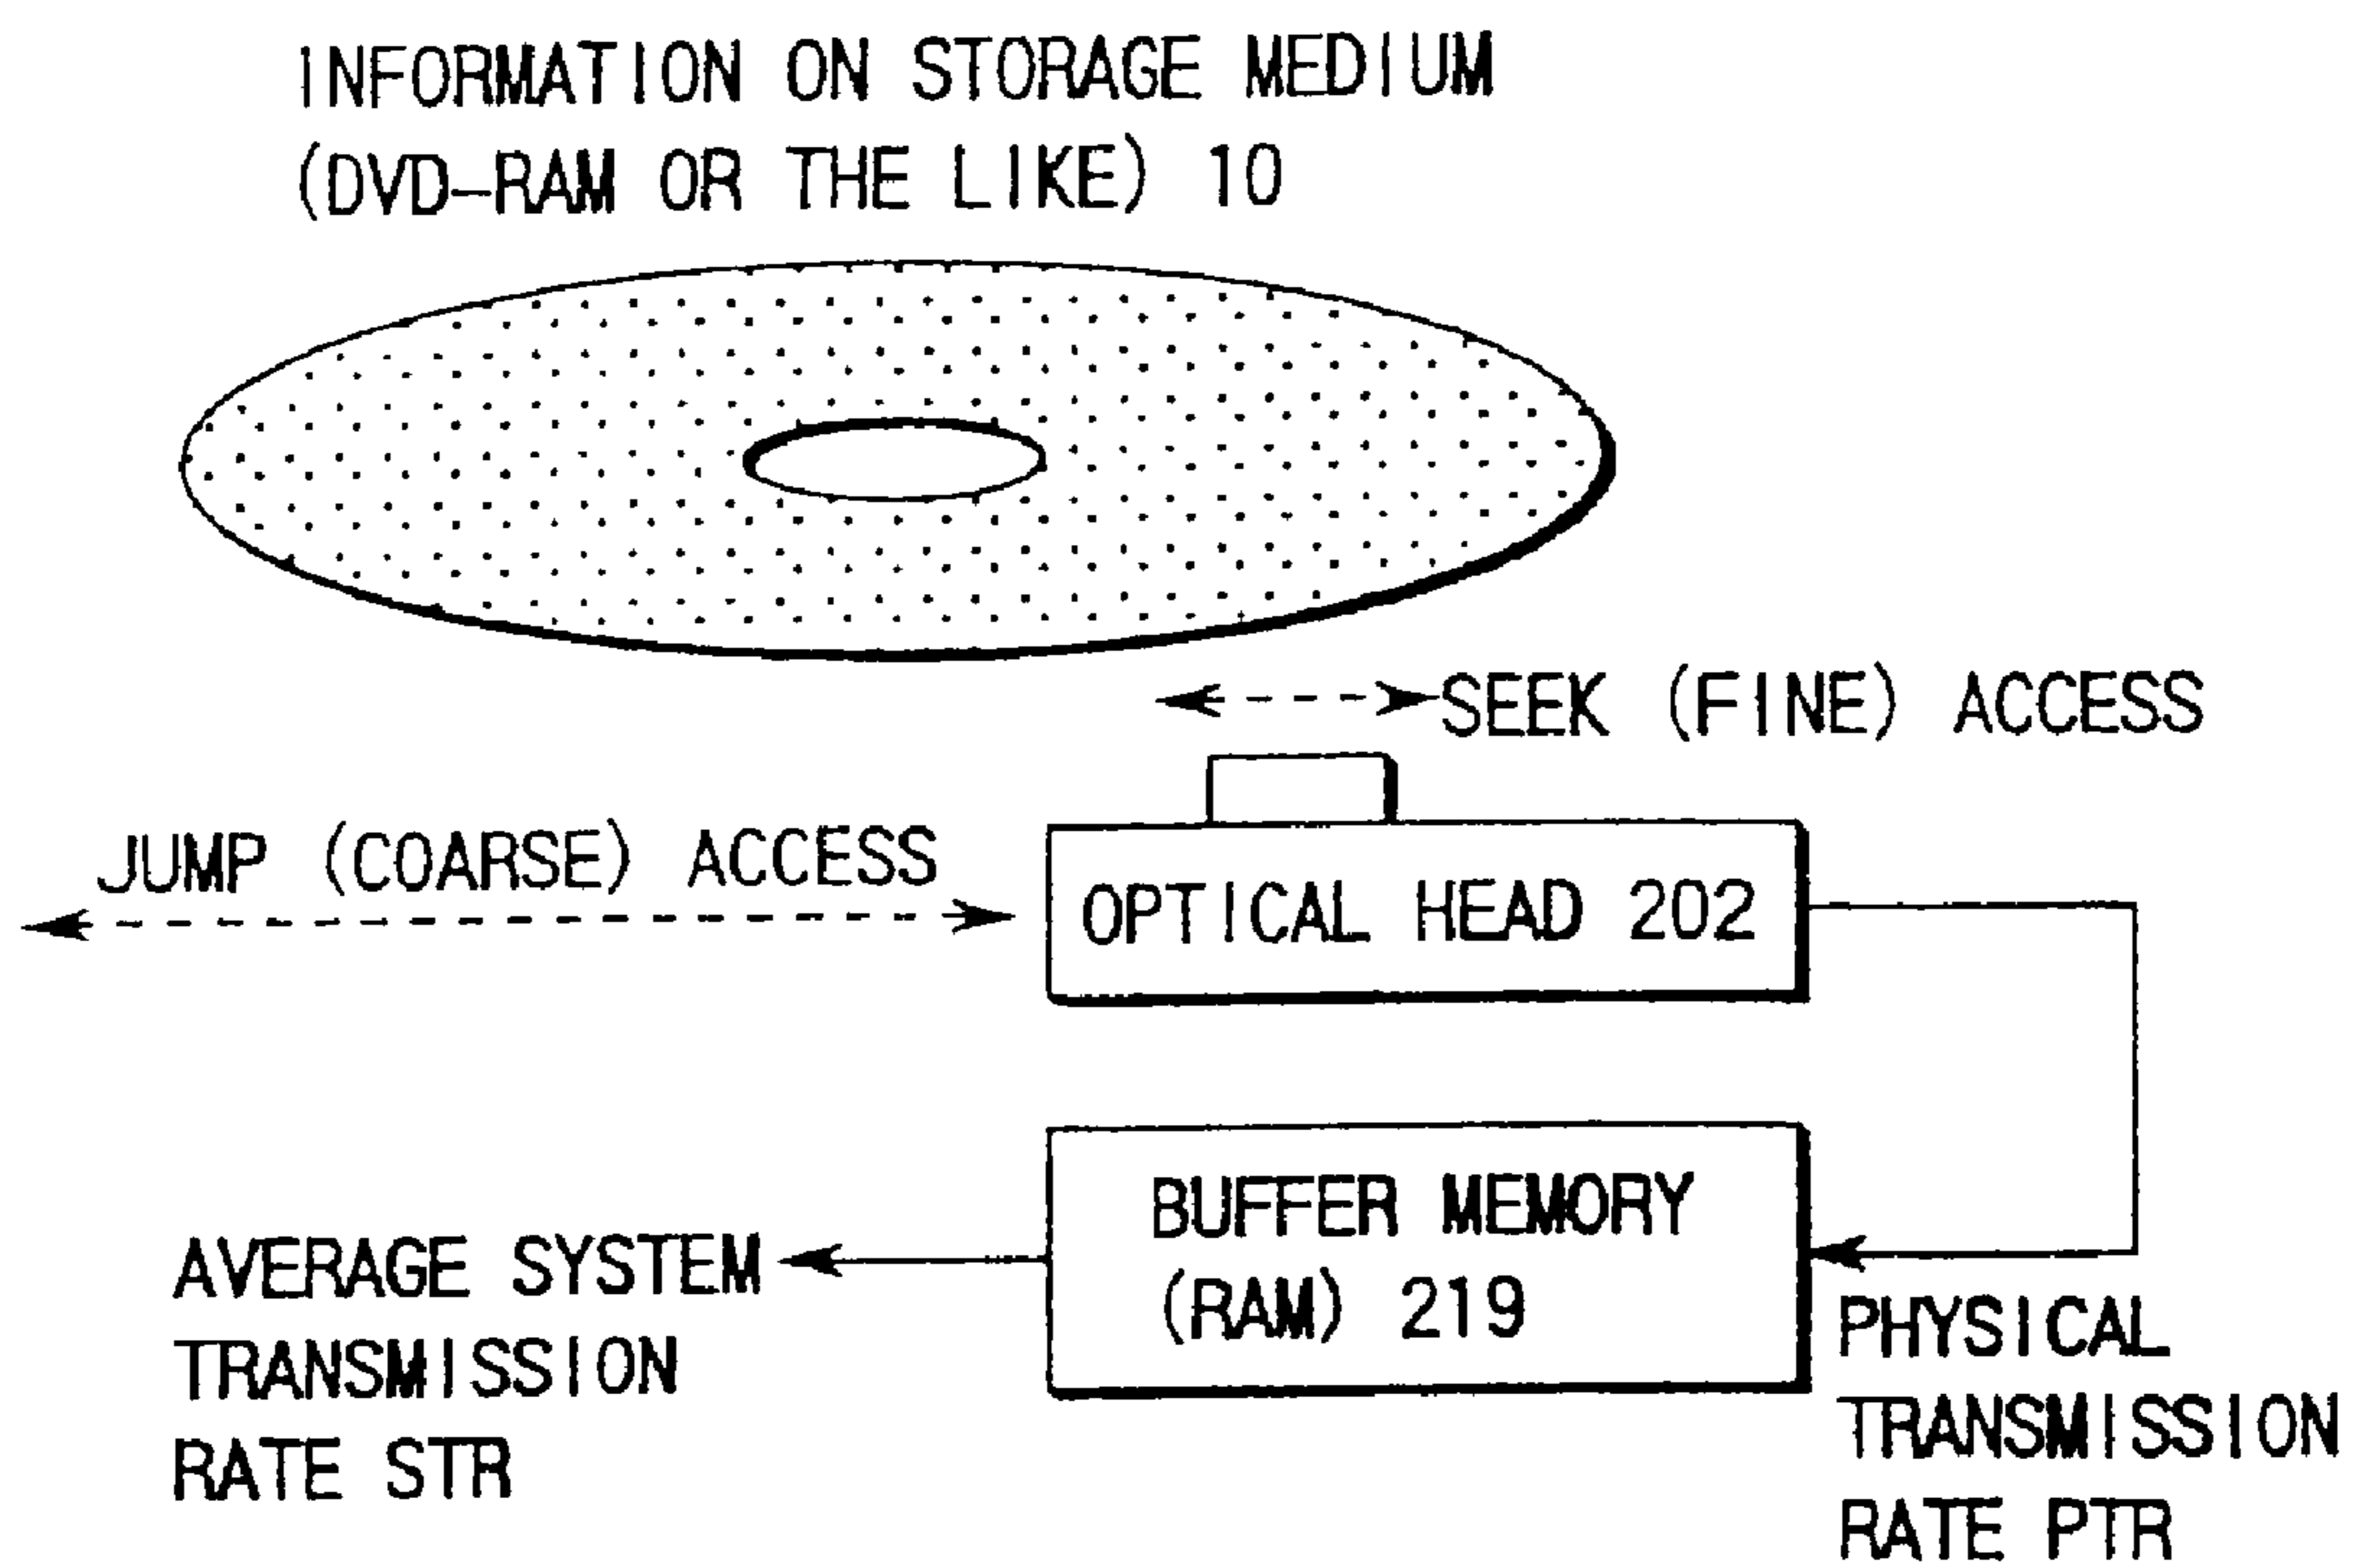 INFORMATION ON STORAGE MEDIUM
(DVD-RAM OR THE LIKE) 10
SEEK (FINE) ACCESS
JUMP (COARSE) ACCESS
OPTICAL HEAD 202
BUFFER MEMORY
(RAM) 219
AVERAGE SYSTEM
TRANSMISSION
RATE STR
PHYSICAL
TRANSMISSION
RATE PTR